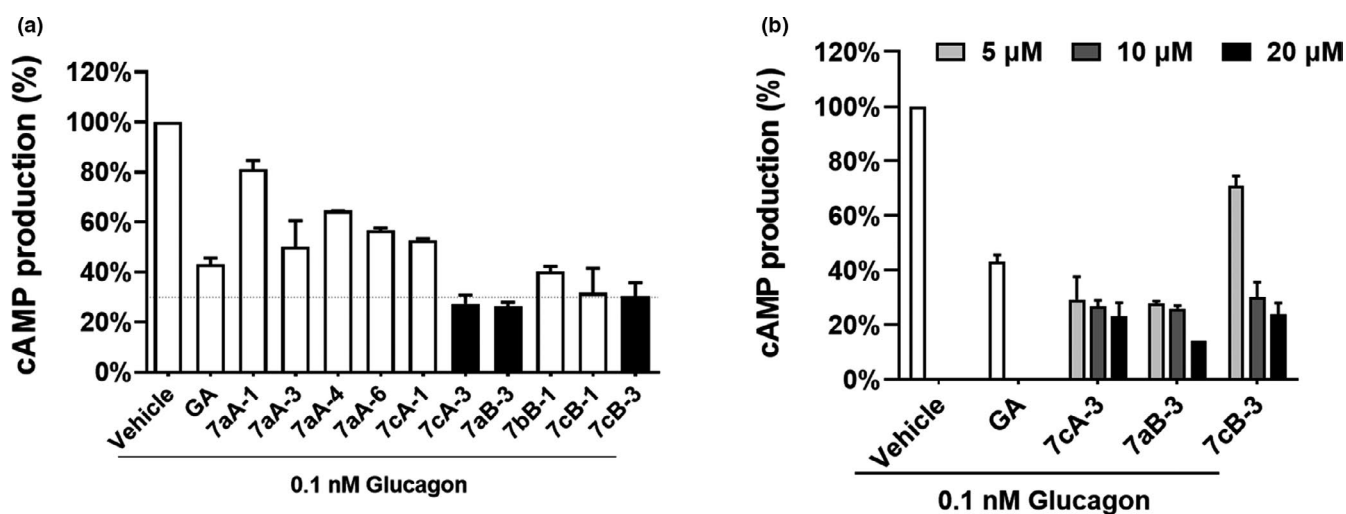 (a)
cAMP production (%)
120%
100%
80%
60%
40%
20%
0%
Vehicle
GA
7aA-1
7aA-3
7aA-4
7aA-6
7cA-1
7cA-3
7aB-3
7bB-1
7cB-1
7cB-3
0.1 nM Glucagon
(b)
5 μM 10 μM 20 μM
cAMP production (%)
120%
100%
80%
60%
40%
20%
0%
Vehicle
GA
7cA-3
7aB-3
7cB-3
0.1 nM Glucagon